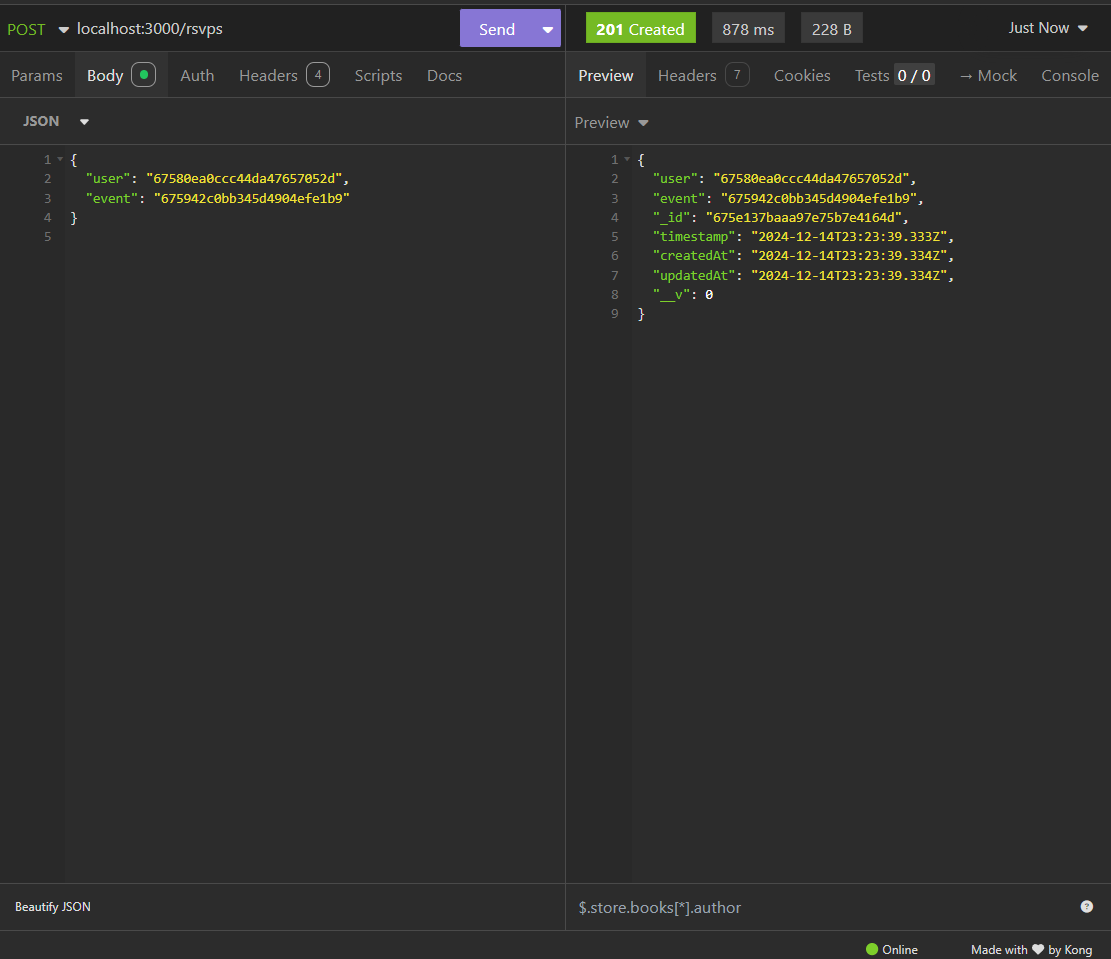 POST localhost:3000/rsvps Send 201 Created 878 ms 228 B Just Now
Params Body Auth Headers 4 Scripts Docs Preview Headers 7 Cookies Tests 0 / 0 → Mock Console
JSON Preview
1 {
2 "user": "67580ea0ccc44da47657052d",
3 "event": "675942c0bb345d4904efe1b9"
4 }
5
1 {
2 "user": "67580ea0ccc44da47657052d",
3 "event": "675942c0bb345d4904efe1b9",
4 "_id": "675e137baaa97e75b7e4164d",
5 "timestamp": "2024-12-14T23:23:39.333Z",
6 "createdAt": "2024-12-14T23:23:39.334Z",
7 "updatedAt": "2024-12-14T23:23:39.334Z",
8 "__v": 0
9 }
Beautify JSON $.store.books[*].author ?
Online Made with ❤ by Kong